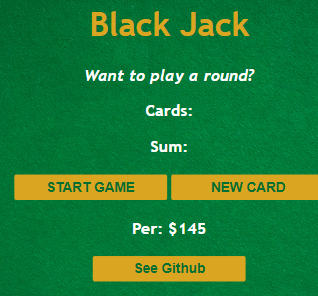 Black Jack
Want to play a round?
Cards:
Sum:
START GAME NEW CARD
Per: $145
See Github